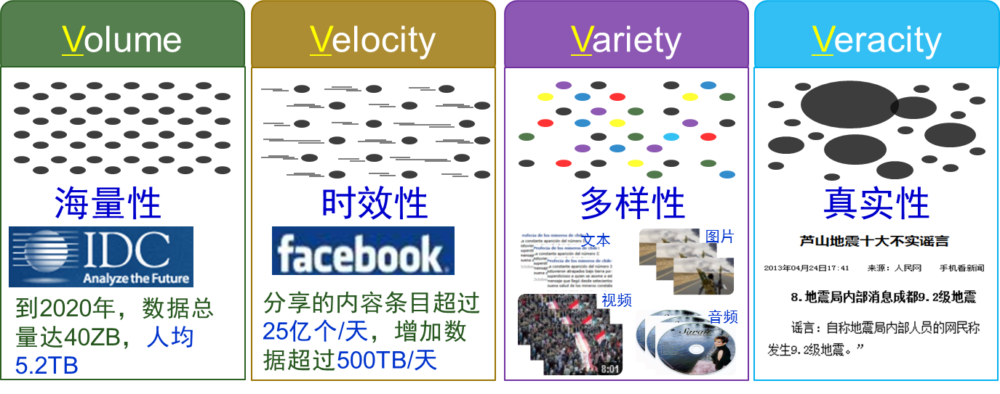 Volume
海量性
IDC
Analyze the Future
到2020年，数据总
量达40ZB，人均
5.2TB
Velocity
时效性
facebook.
分享的内容条目超过
25亿个/天，增加数
据超过500TB/天
Variety
多样性
文本
Profecia de los mineros de chile
图片
视频
8:01
音频
Sarah
Veracity
真实性
芦山地震十大不实谣言
2013年04月24日17:41 来源：人民网 手机看新闻
8.地震局内部消息成都9.2级地震
谣言：自称地震局内部人员的网民称
发生9.2级地震。”